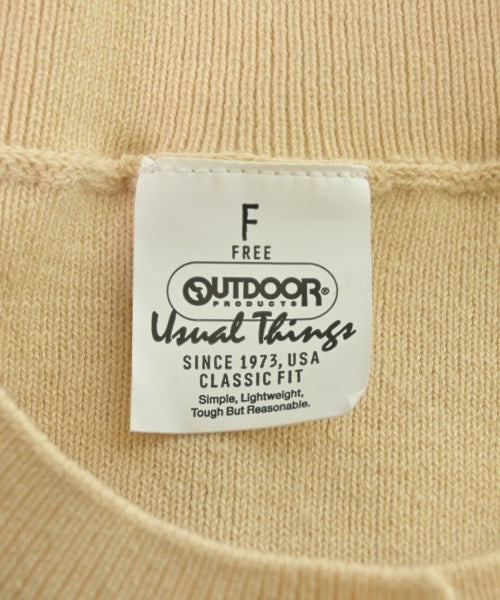 F
FREE
OUTDOOR®
PRODUCTS
Usual Things
SINCE 1973, USA
CLASSIC FIT
Simple, Lightweight,
Tough But Reasonable.